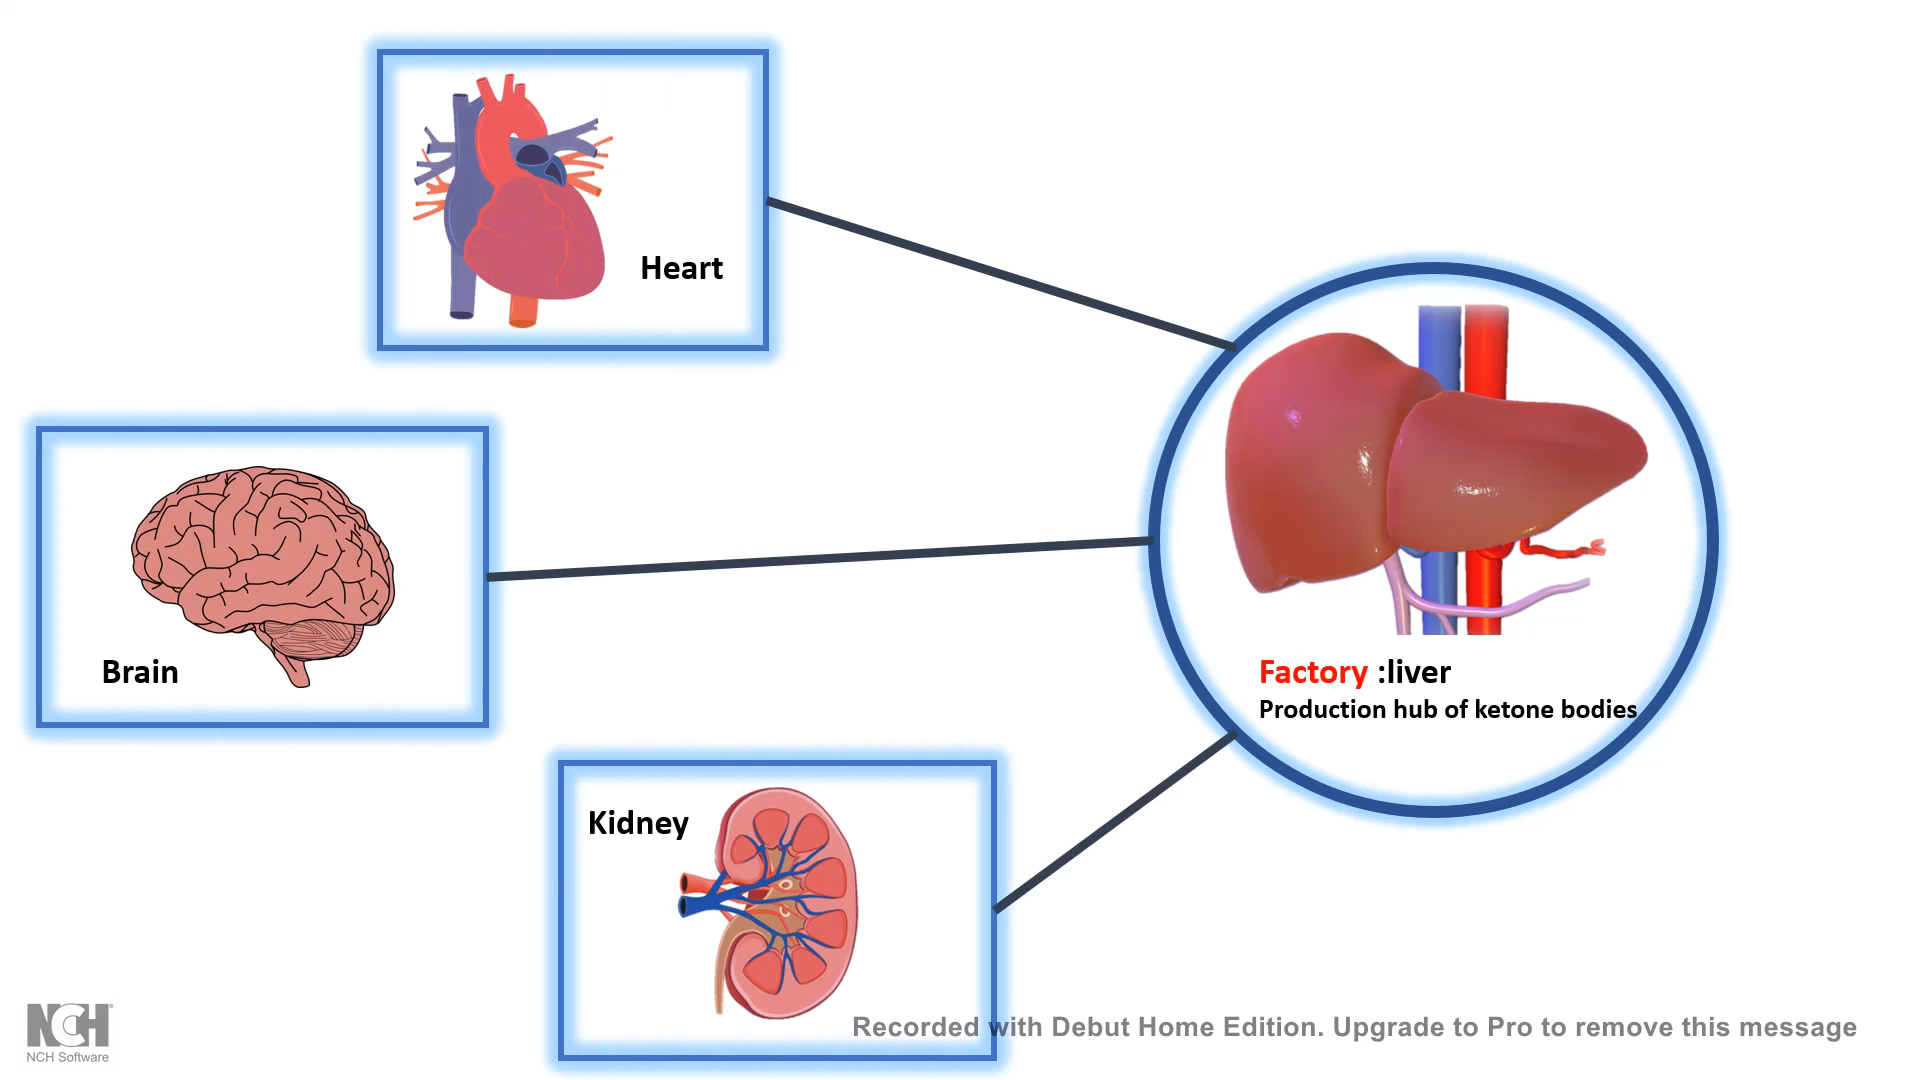 Heart
Brain
Factory :liver
Production hub of ketone bodies
Kidney
Recorded with Debut Home Edition. Upgrade to Pro to remove this message
NCH
NCH Software